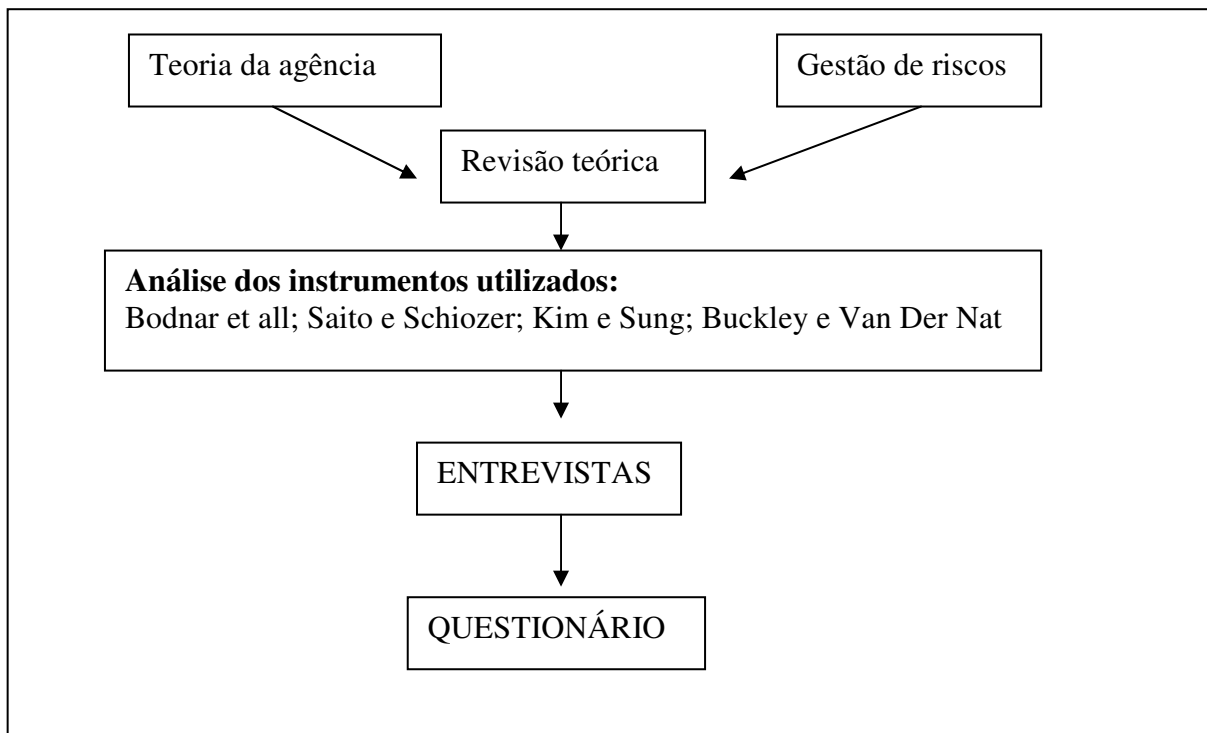 Teoria da agência
Gestão de riscos
Revisão teórica
Análise dos instrumentos utilizados:
Bodnar et all; Saito e Schiozer; Kim e Sung; Buckley e Van Der Nat
ENTREVISTAS
QUESTIONÁRIO